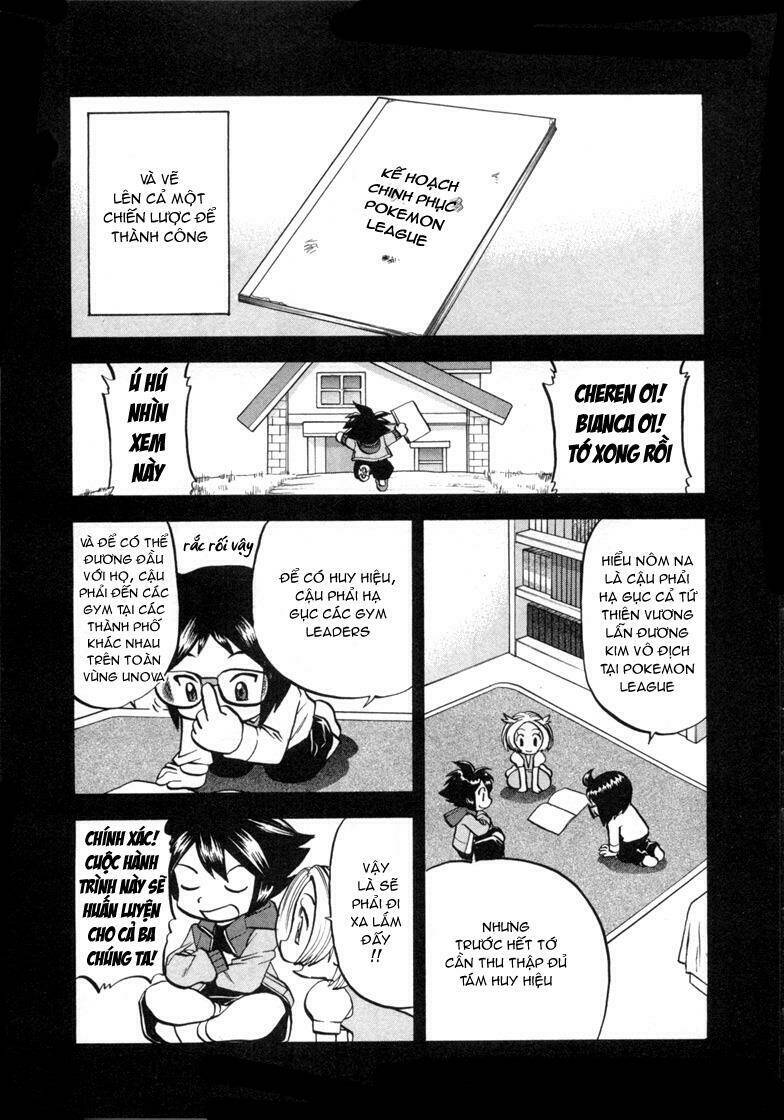 VÀ VẼ
LÊN CẢ MỘT
CHIẾN LƯỢC ĐỂ
THÀNH CÔNG
KẾ HOẠCH
CHINH PHỤC
POKEMON
LEAGUE
CHEREN ƠI!
BIANCA ƠI!
TỚ XONG RỒI
Ú HÚ
NHÌN
XEM
NÀY
HIỂU NÔM NA
LÀ CẬU PHẢI
HẠ GỤC CẢ TỨ
THIÊN VƯƠNG
LẪN ĐƯƠNG
KIM VÔ ĐỊCH
TẠI POKEMON
LEAGUE
NHƯNG
TRƯỚC HẾT TỚ
CẦN THU THẬP ĐỦ
TÁM HUY HIỆU
ĐỂ CÓ HUY HIỆU,
CẬU PHẢI HẠ
GỤC CÁC GYM
LEADERS
rắc rối vậy
VÀ ĐỂ CÓ THỂ
ĐƯƠNG ĐẦU
VỚI HỌ, CẬU
PHẢI ĐẾN CÁC
GYM TẠI CÁC
THÀNH PHỐ
KHÁC NHAU
TRÊN TOÀN
VÙNG UNOVA
VẬY
LÀ SẼ
PHẢI ĐI
XA LẮM
ĐẤY
!!
CHÍNH XÁC!
CUỘC HÀNH
TRÌNH NÀY SẼ
HUẤN LUYỆN
CHO CẢ BA
CHÚNG TA!